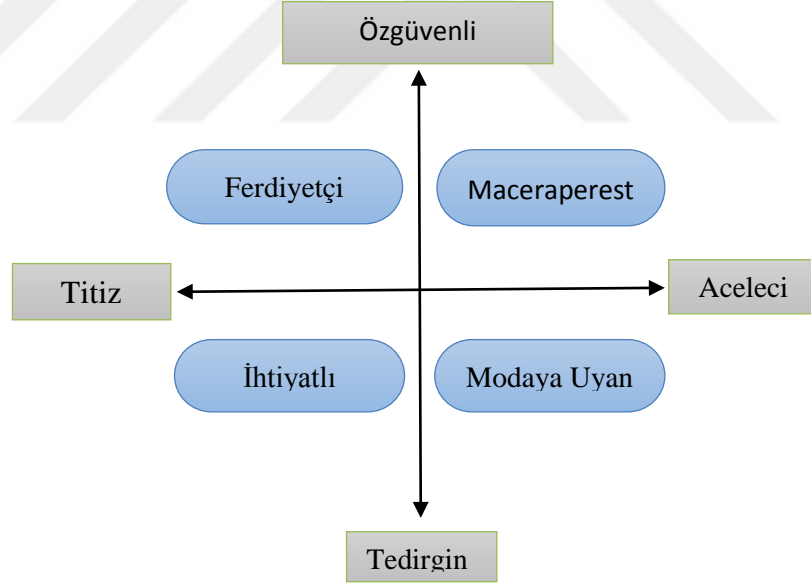 Özgüvenli
Ferdiyetçi
Maceraperest
Titiz
Aceleci
İhtiyatlı
Modaya Uyan
Tedirgin